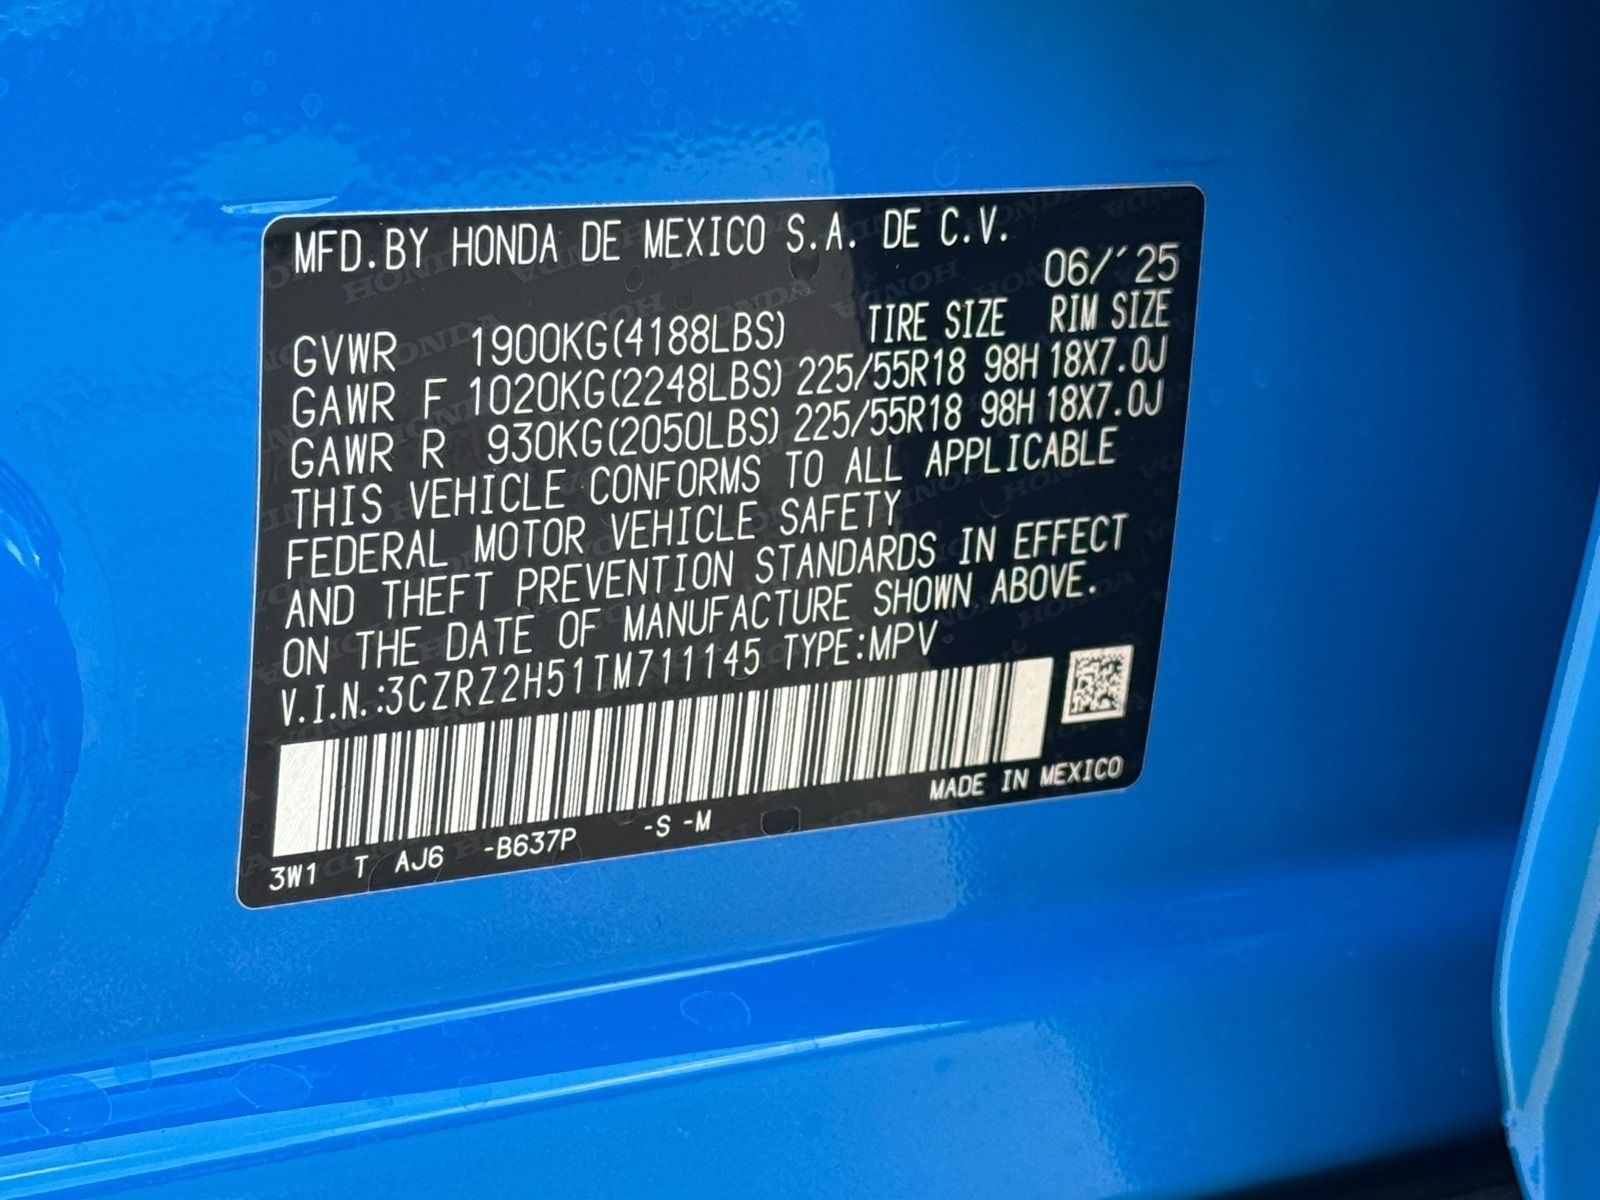 MFD.BY HONDA DE MEXICO S.A. DE C.V.
06/´25
TIRE SIZE RIM SIZE
GVWR 1900KG(4188LBS)
GAWR F 1020KG(2248LBS) 225/55R18 98H 18X7.0J
GAWR R 930KG(2050LBS) 225/55R18 98H 18X7.0J
THIS VEHICLE CONFORMS TO ALL APPLICABLE
FEDERAL MOTOR VEHICLE SAFETY
AND THEFT PREVENTION STANDARDS IN EFFECT
ON THE DATE OF MANUFACTURE SHOWN ABOVE.
V.I.N.:3CZRZ2H51TM711145 TYPE:MPV
MADE IN MEXICO
3W1 T AJ6 -B637P -S -M